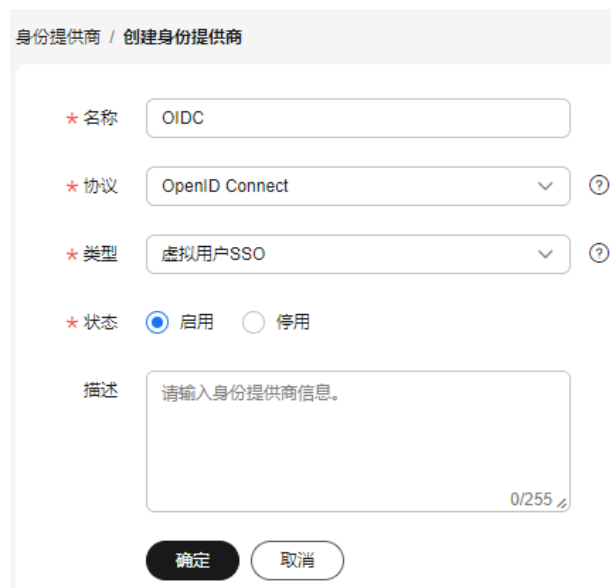 身份提供商 / 创建身份提供商
* 名称 OIDC
* 协议 OpenID Connect ?
* 类型 虚拟用户SSO ?
* 状态 启用 停用
描述 请输入身份提供商信息。
0/255
确定 取消